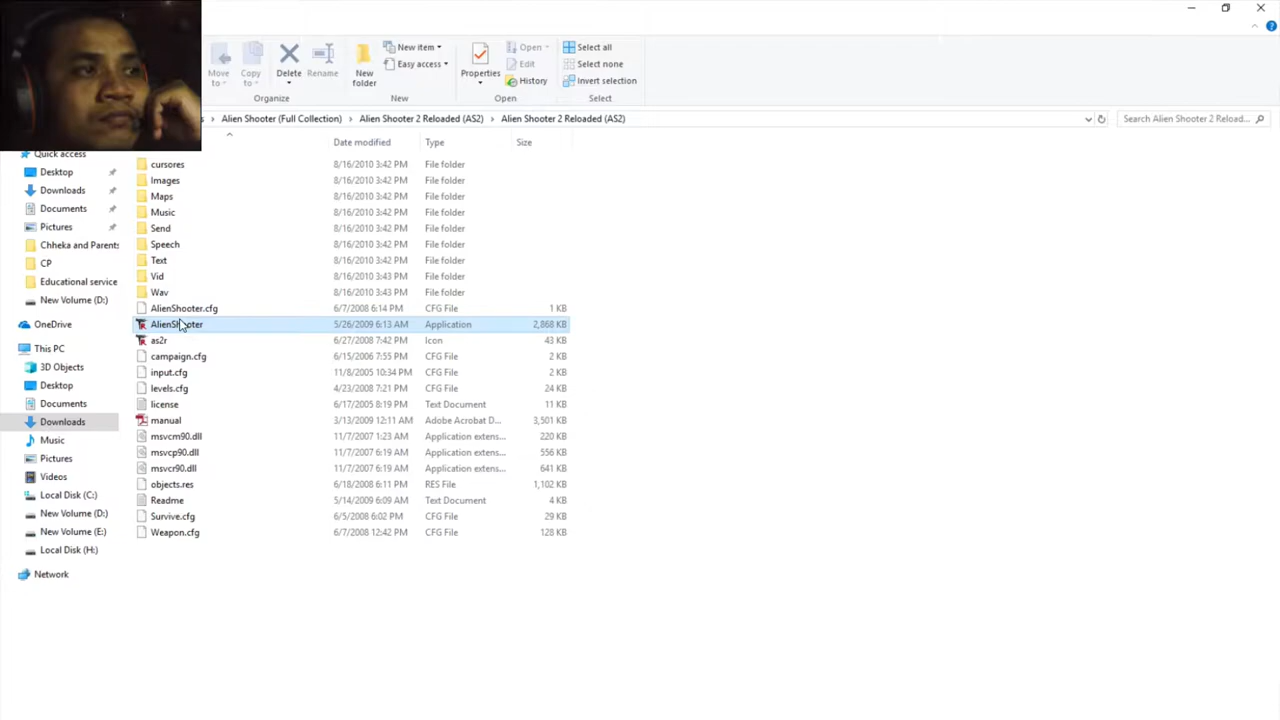 Move to
Copy to
Delete
Rename
New folder
New item
Easy access
Properties
Open
Edit
History
Select all
Select none
Invert selection
Organize
New
Open
Select
Alien Shooter (Full Collection) > Alien Shooter 2 Reloaded (AS2) > Alien Shooter 2 Reloaded (AS2)
Search Alien Shooter 2 Reload...
Date modified Type Size
Quick access
Desktop
Downloads
Documents
Pictures
Chheka and Parents
CP
Educational service
New Volume (D:)
OneDrive
This PC
3D Objects
Desktop
Documents
Downloads
Music
Pictures
Videos
Local Disk (C:)
New Volume (D:)
New Volume (E:)
Local Disk (H:)
Network
cursores 8/16/2010 3:42 PM File folder
Images 8/16/2010 3:42 PM File folder
Maps 8/16/2010 3:42 PM File folder
Music 8/16/2010 3:42 PM File folder
Send 8/16/2010 3:42 PM File folder
Speech 8/16/2010 3:42 PM File folder
Text 8/16/2010 3:42 PM File folder
Vid 8/16/2010 3:43 PM File folder
Wav 8/16/2010 3:43 PM File folder
AlienShooter.cfg 6/7/2008 6:14 PM CFG File 1 KB
AlienShooter 5/26/2009 6:13 AM Application 2,868 KB
as2r 6/27/2008 7:42 PM Icon 43 KB
campaign.cfg 6/15/2006 7:55 PM CFG File 2 KB
input.cfg 11/8/2005 10:34 PM CFG File 2 KB
levels.cfg 4/23/2008 7:21 PM CFG File 24 KB
license 6/17/2005 8:19 PM Text Document 11 KB
manual 3/13/2009 12:11 AM Adobe Acrobat D... 3,501 KB
msvcm90.dll 11/7/2007 1:23 AM Application extens... 220 KB
msvcp90.dll 11/7/2007 6:19 AM Application extens... 556 KB
msvcr90.dll 11/7/2007 6:19 AM Application extens... 641 KB
objects.res 6/18/2008 6:11 PM RES File 1,102 KB
Readme 5/14/2009 6:09 AM Text Document 4 KB
Survive.cfg 6/5/2008 6:02 PM CFG File 29 KB
Weapon.cfg 6/7/2008 12:42 PM CFG File 128 KB